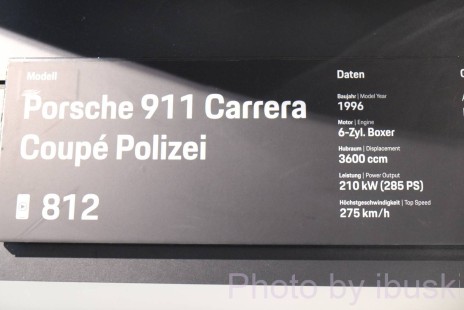 Modell
Porsche 911 Carrera
Coupé Polizei
812
Daten
Baujahr | Model Year
1996
Motor | Engine
6-Zyl. Boxer
Hubraum | Displacement
3600 ccm
Leistung | Power Output
210 kW (285 PS)
Höchstgeschwindigkeit | Top Speed
275 km/h
Photo by ibusk